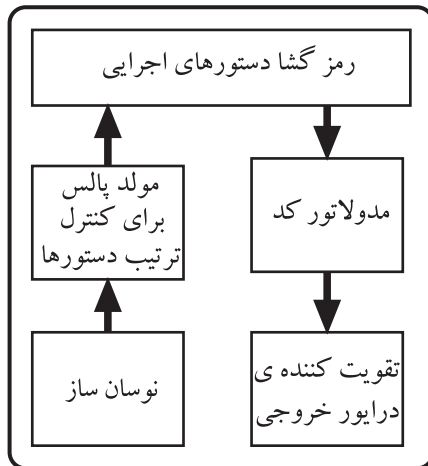 رمز گشا دستورهای اجرایی
مولد پالس
برای کنترل
ترتیب دستورها
مدولاتور کد
نوسان ساز
تقویت کننده ی
درایور خروجی